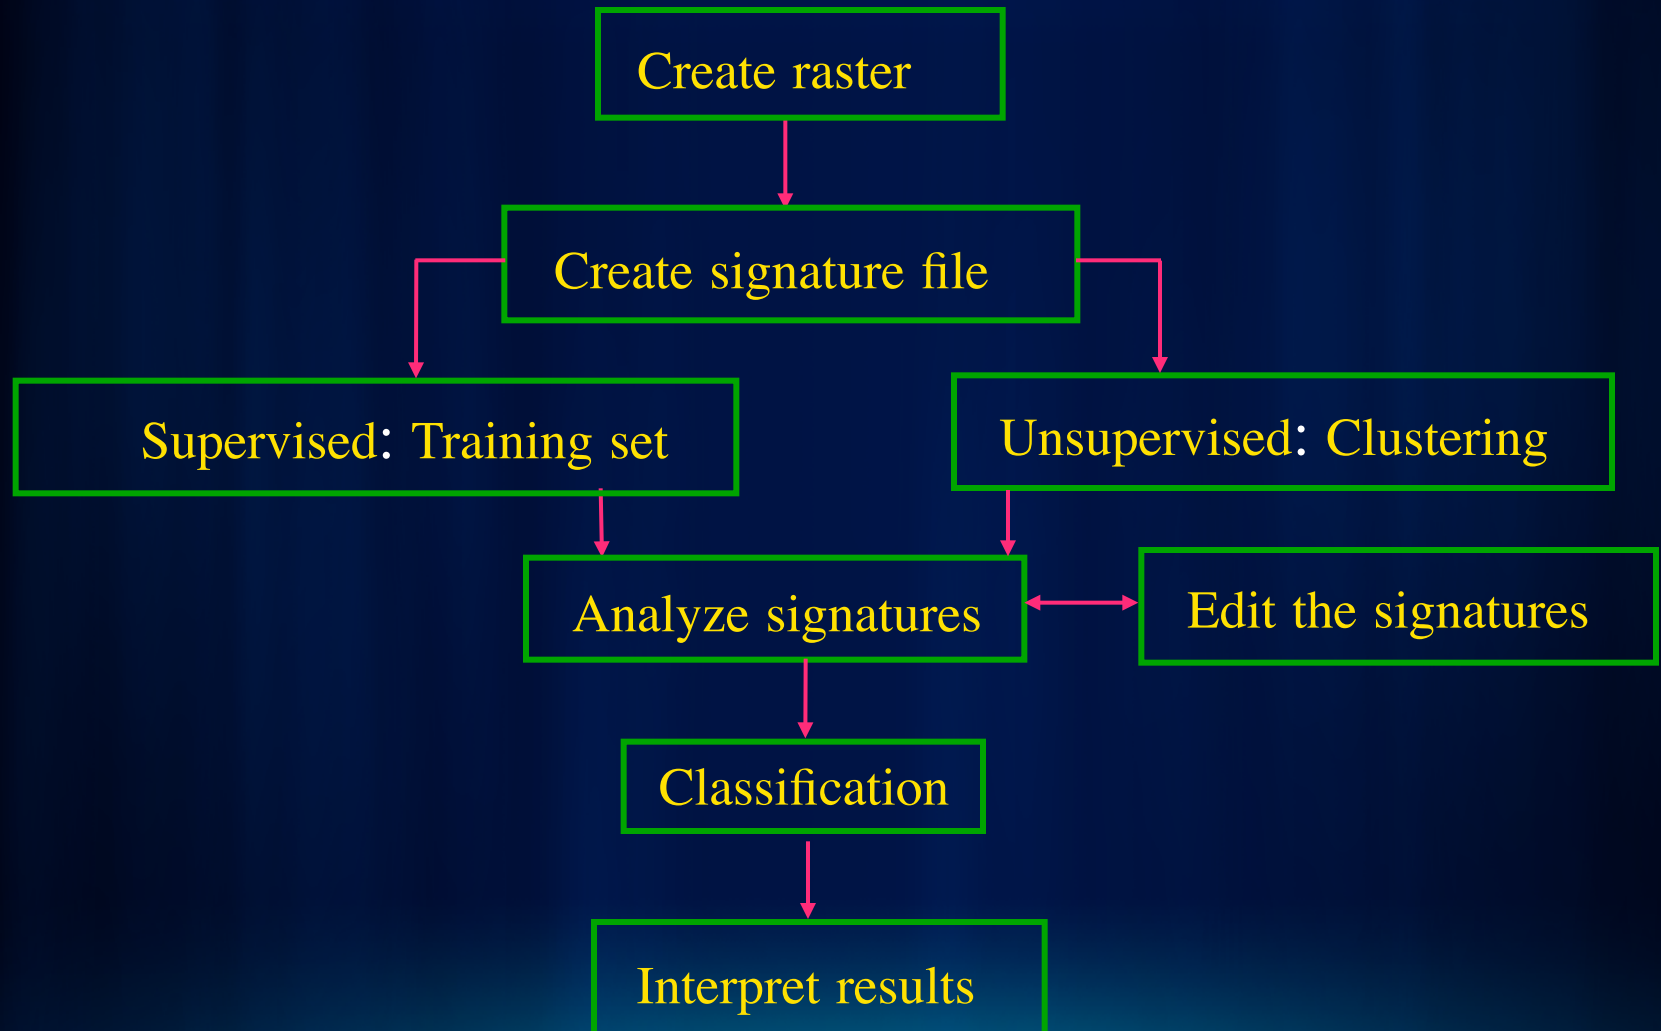 Create raster
Create signature file
Supervised: Training set
Unsupervised: Clustering
Analyze signatures
Edit the signatures
Classification
Interpret results